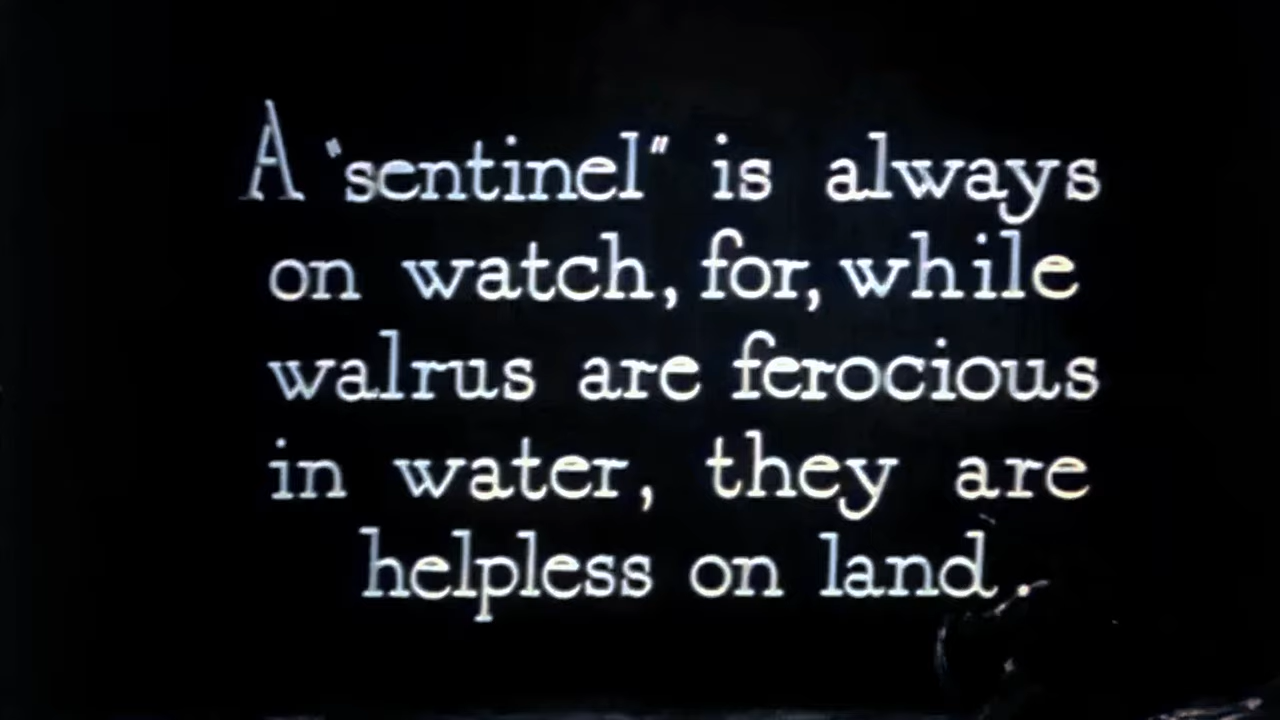 A "sentinel" is always
on watch, for, while
walrus are ferocious
in water, they are
helpless on land.